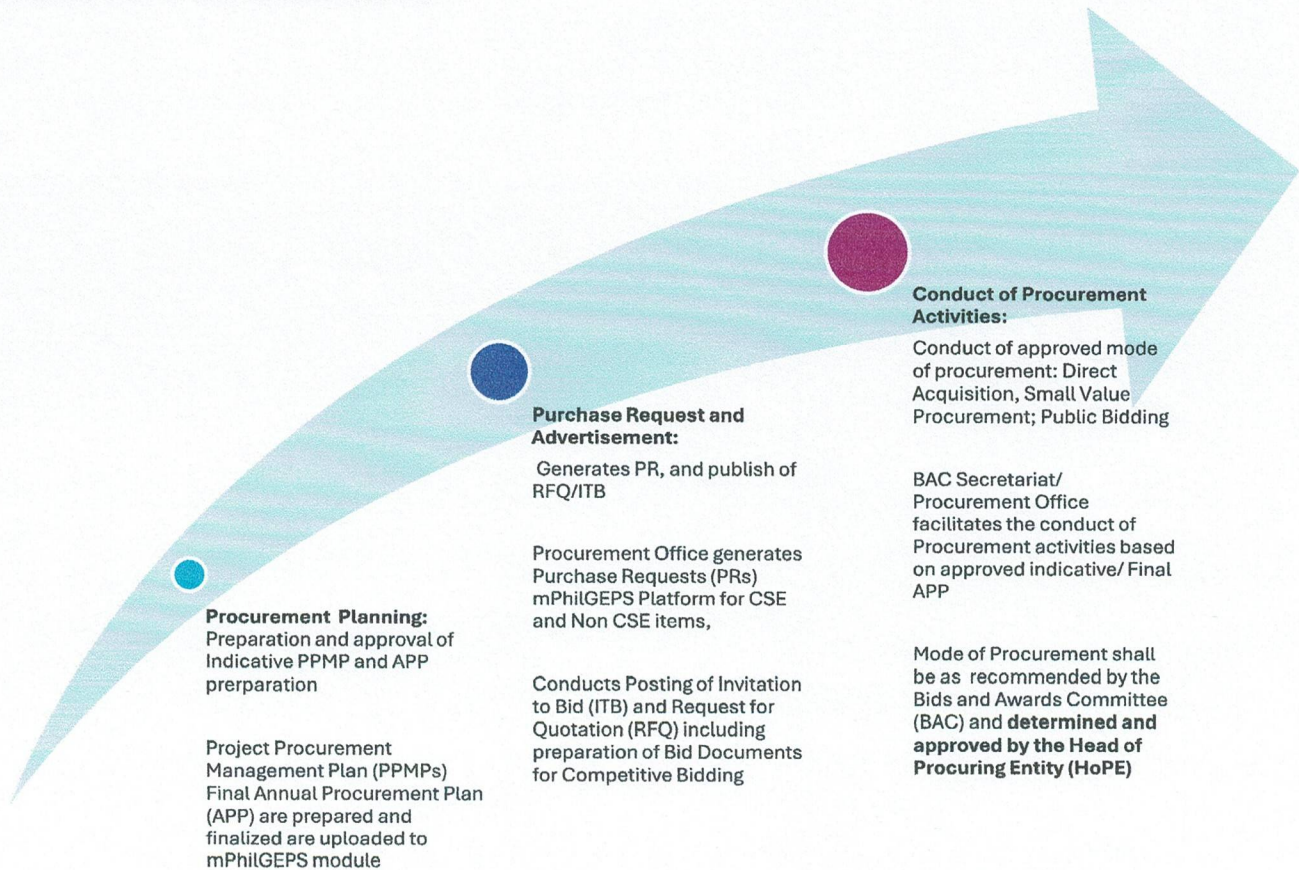 Procurement Planning:
Preparation and approval of
Indicative PPMP and APP
prerparation
Project Procurement
Management Plan (PPMPs)
Final Annual Procurement Plan
(APP) are prepared and
finalized are uploaded to
mPhilGEPS module
Purchase Request and
Advertisement:
Generates PR, and publish of
RFQ/ITB
Procurement Office generates
Purchase Requests (PRs)
mPhilGEPS Platform for CSE
and Non CSE items,
Conducts Posting of Invitation
to Bid (ITB) and Request for
Quotation (RFQ) including
preparation of Bid Documents
for Competitive Bidding
Conduct of Procurement
Activities:
Conduct of approved mode
of procurement: Direct
Acquisition, Small Value
Procurement; Public Bidding
BAC Secretariat/
Procurement Office
facilitates the conduct of
Procurement activities based
on approved indicative/ Final
APP
Mode of Procurement shall
be as recommended by the
Bids and Awards Committee
(BAC) and determined and
approved by the Head of
Procuring Entity (HoPE)